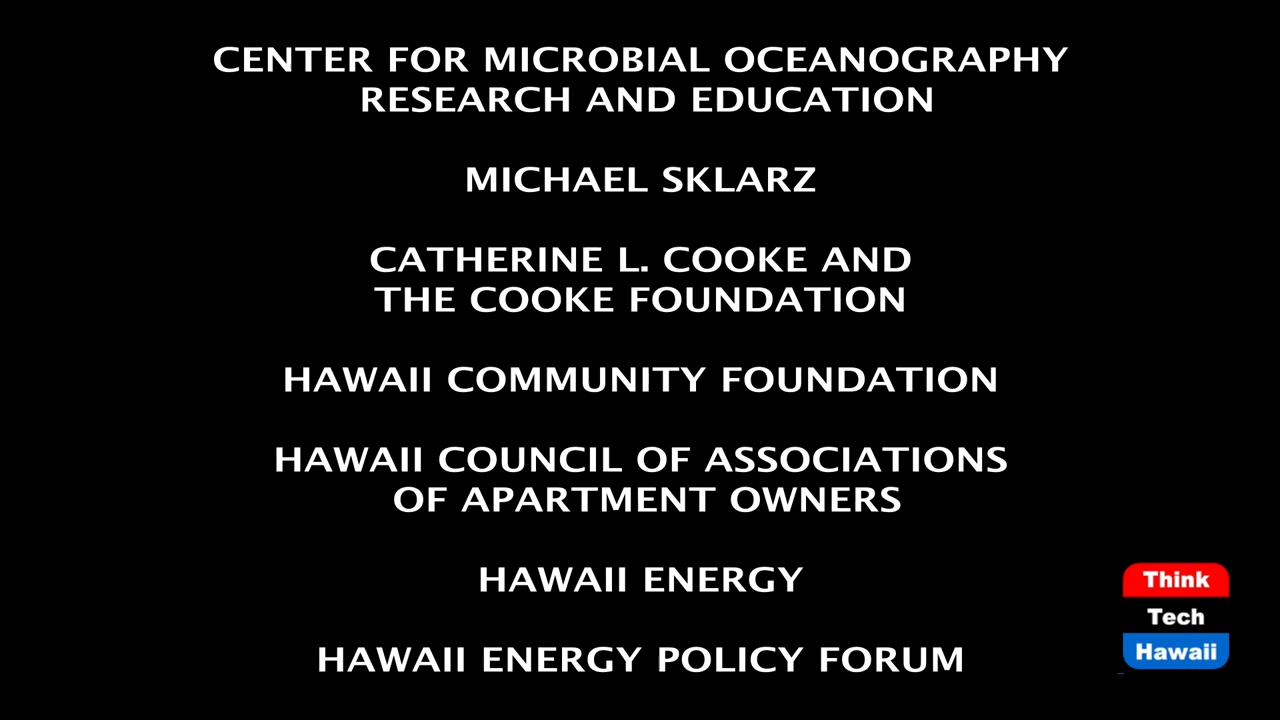 CENTER FOR MICROBIAL OCEANOGRAPHY
RESEARCH AND EDUCATION
MICHAEL SKLARZ
CATHERINE L. COOKE AND
THE COOKE FOUNDATION
HAWAII COMMUNITY FOUNDATION
HAWAII COUNCIL OF ASSOCIATIONS
OF APARTMENT OWNERS
HAWAII ENERGY
HAWAII ENERGY POLICY FORUM
Think
Tech
Hawaii